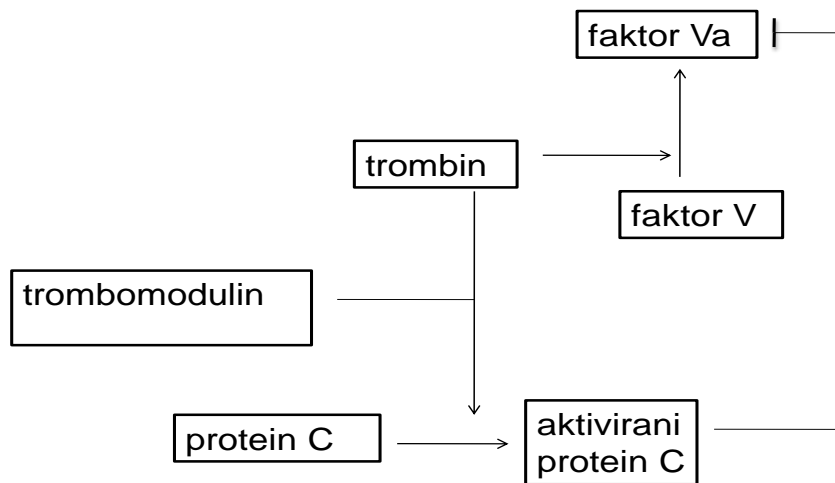 faktor Va
trombin
faktor V
trombomodulin
protein C
aktivirani
protein C